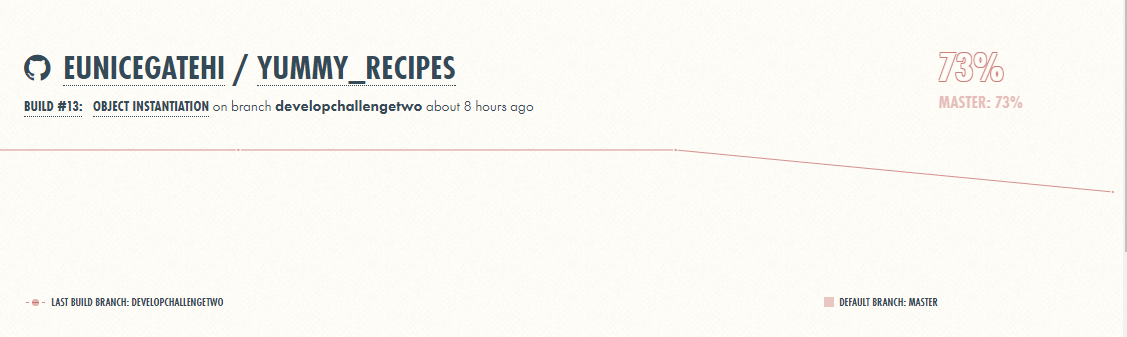 EUNICEGATEHI / YUMMY_RECIPES
73%
BUILD #13: OBJECT INSTANTIATION on branch developchallengetwo about 8 hours ago
MASTER: 73%
LAST BUILD BRANCH: DEVELOPCHALLENGETWO
DEFAULT BRANCH: MASTER